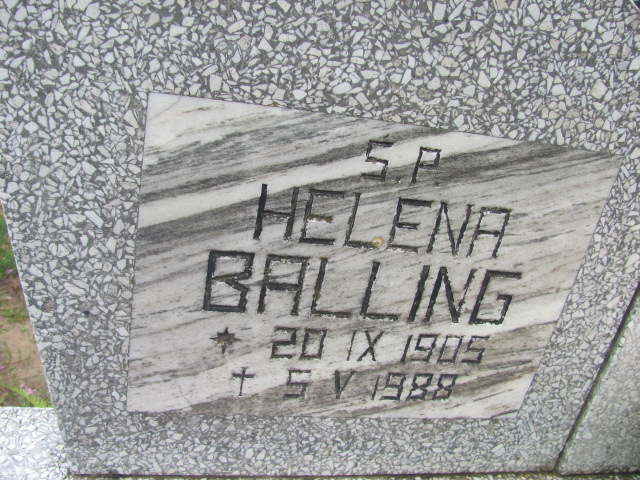 S.P.
HELENA
BALLING
* 20 IX 1905
† 5 V 1988